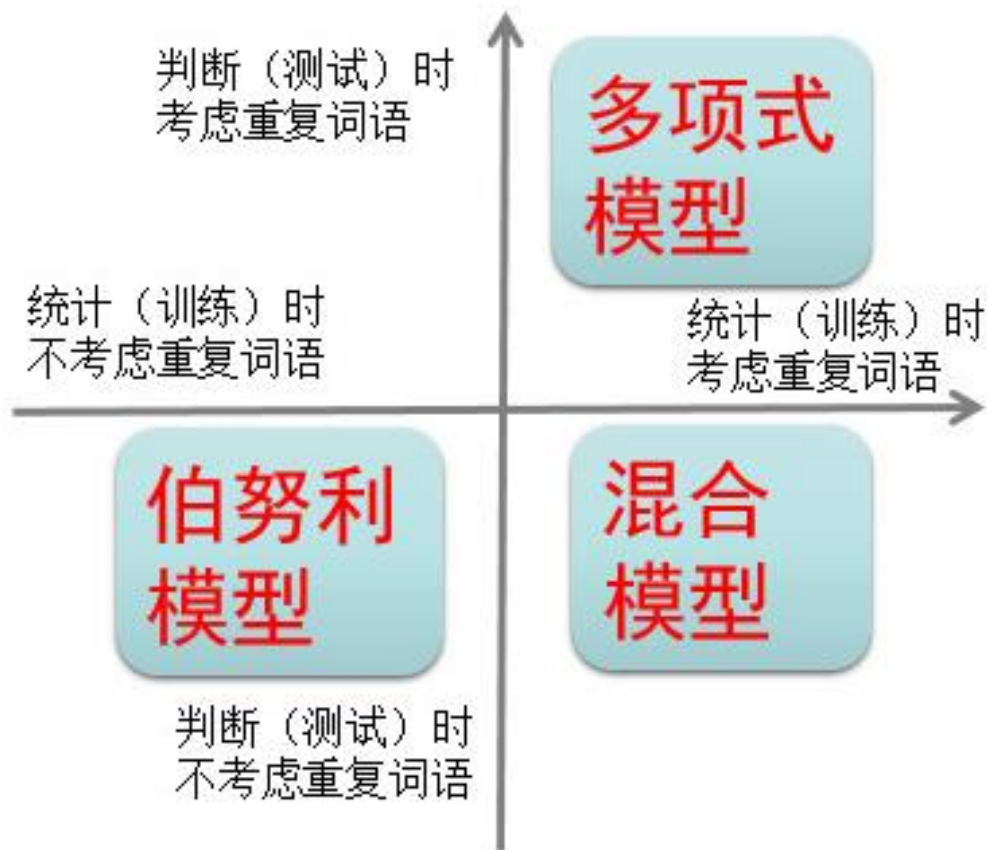 判断（测试）时
考虑重复词语
多项式
模型
统计（训练）时
不考虑重复词语
统计（训练）时
考虑重复词语
伯努利
模型
混合
模型
判断（测试）时
不考虑重复词语